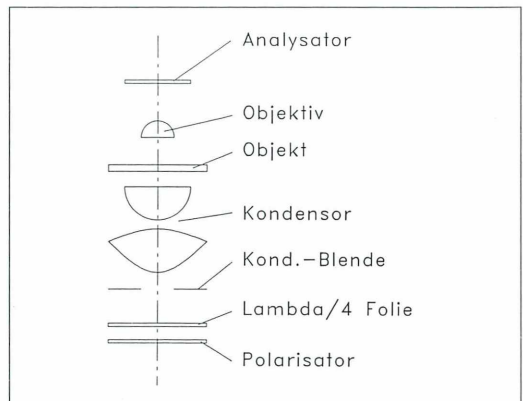 Analysator
Objektiv
Objekt
Kondensor
Kond.-Blende
Lambda/4 Folie
Polarisator